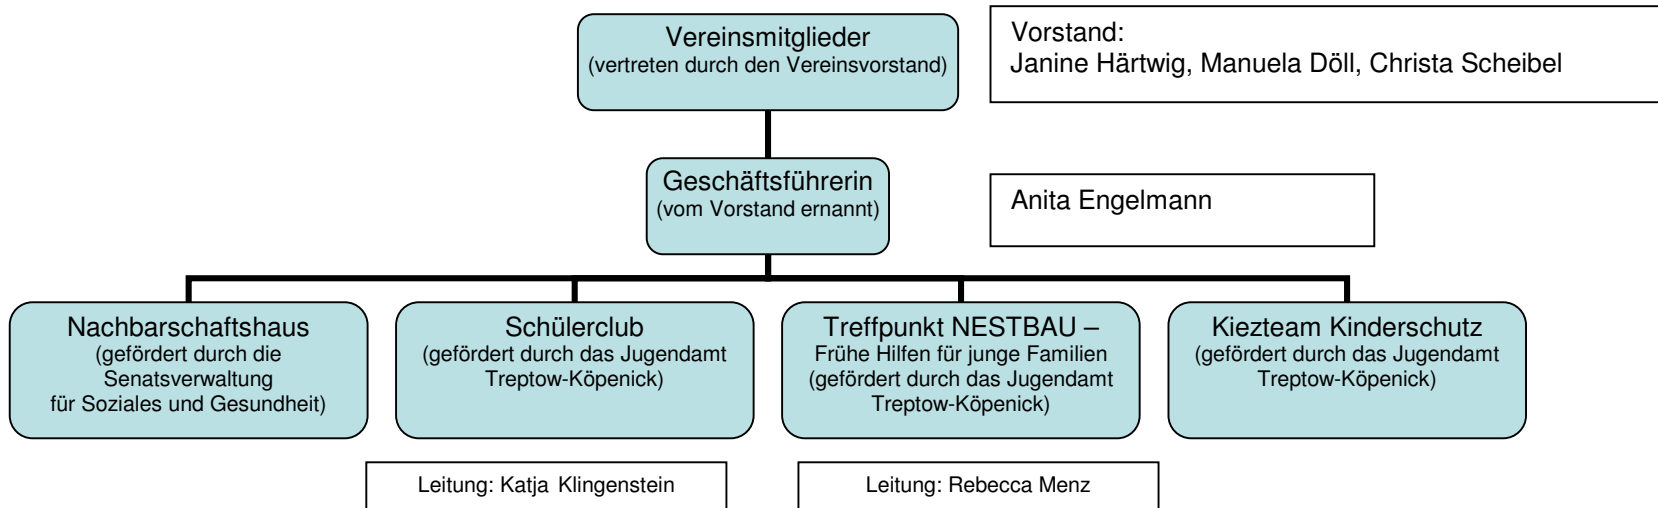 Vereinsmitglieder
(vertreten durch den Vereinsvorstand)
Vorstand:
Janine Härtwig, Manuela Döll, Christa Scheibel
Geschäftsführerin
(vom Vorstand ernannt)
Anita Engelmann
Nachbarschaftshaus
(gefördert durch die
Senatsverwaltung
für Soziales und Gesundheit)
Schülerclub
(gefördert durch das Jugendamt
Treptow-Köpenick)
Treffpunkt NESTBAU –
Frühe Hilfen für junge Familien
(gefördert durch das Jugendamt
Treptow-Köpenick)
Kiezteam Kinderschutz
(gefördert durch das Jugendamt
Treptow-Köpenick)
Leitung: Katja Klingenstein
Leitung: Rebecca Menz